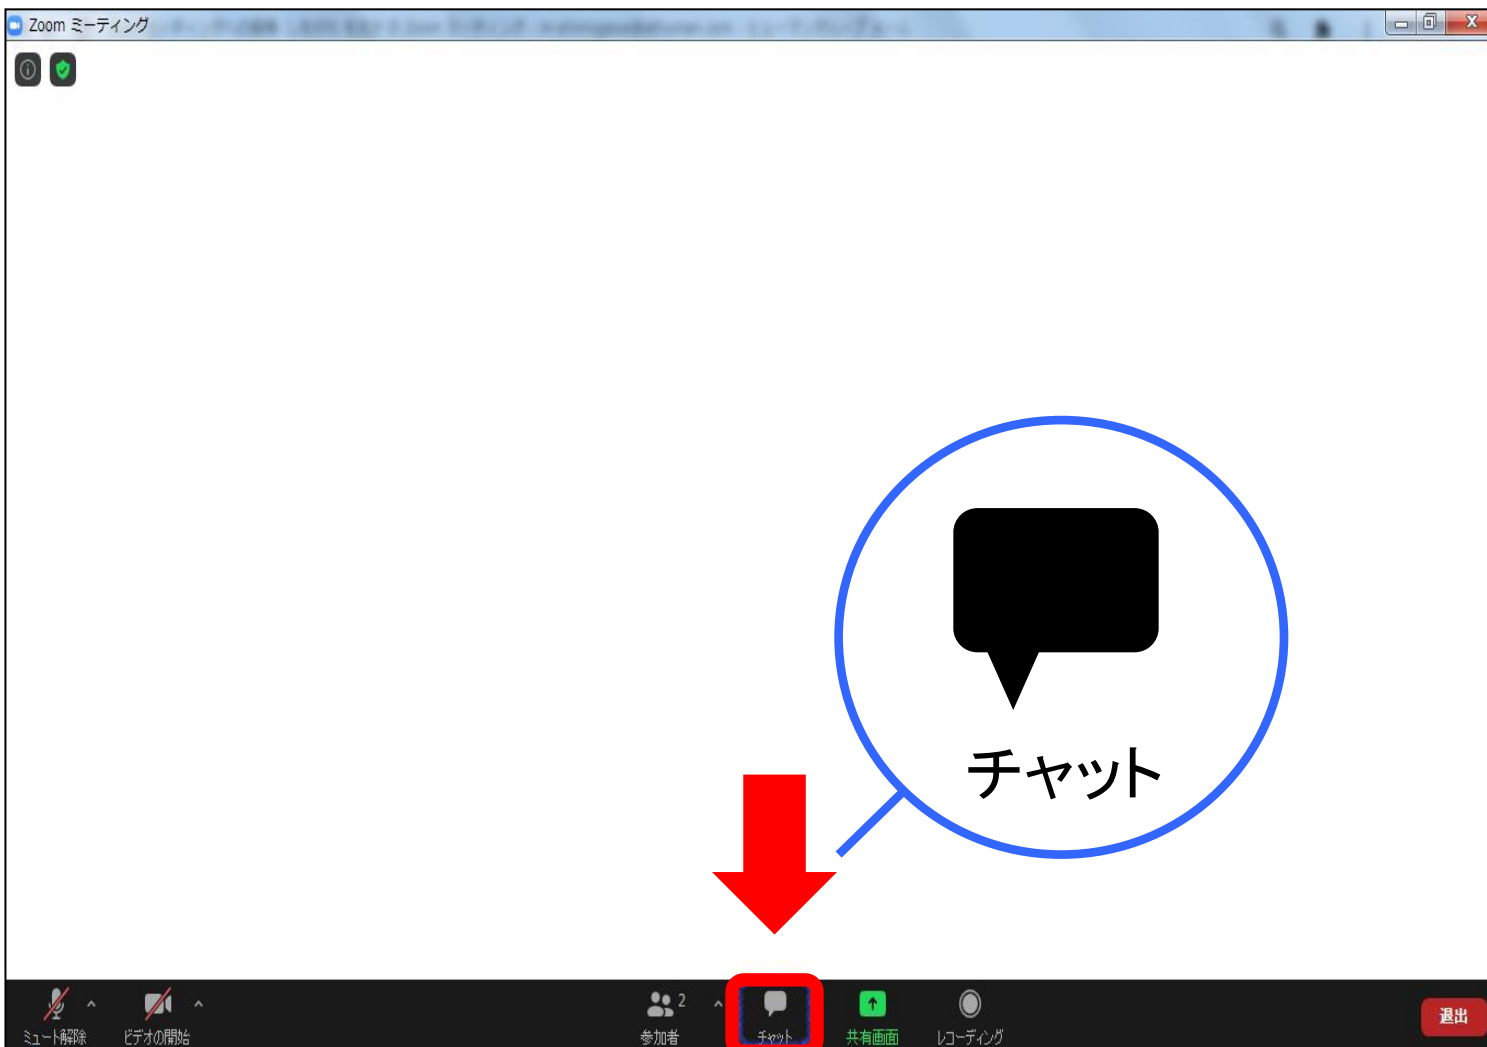 Zoom ミーティング
チャット
ミュート解除
ビデオの開始
参加者
2
チャット
共有画面
レコーディング
退出